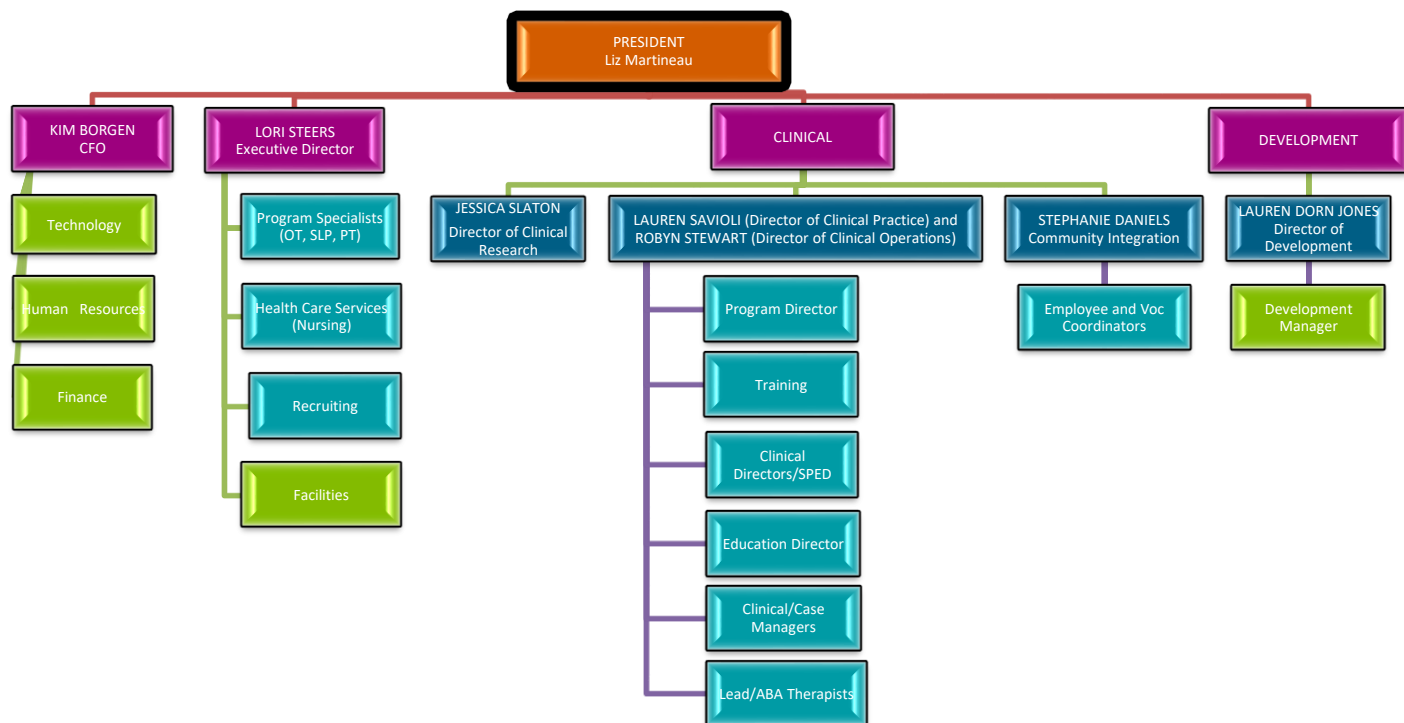 PRESIDENT
Liz Martineau
KIM BORGEN
CFO
LORI STEERS
Executive Director
CLINICAL
DEVELOPMENT
Technology
Human Resources
Finance
Program Specialists
(OT, SLP, PT)
Health Care Services
(Nursing)
Recruiting
Facilities
JESSICA SLATON
Director of Clinical
Research
LAUREN SAVIOLI (Director of Clinical Practice) and
ROBYN STEWART (Director of Clinical Operations)
Program Director
Training
Clinical
Directors/SPED
Education Director
Clinical/Case
Managers
Lead/ABA Therapists
STEPHANIE DANIELS
Community Integration
Employee and Voc
Coordinators
LAUREN DORN JONES
Director of
Development
Development
Manager